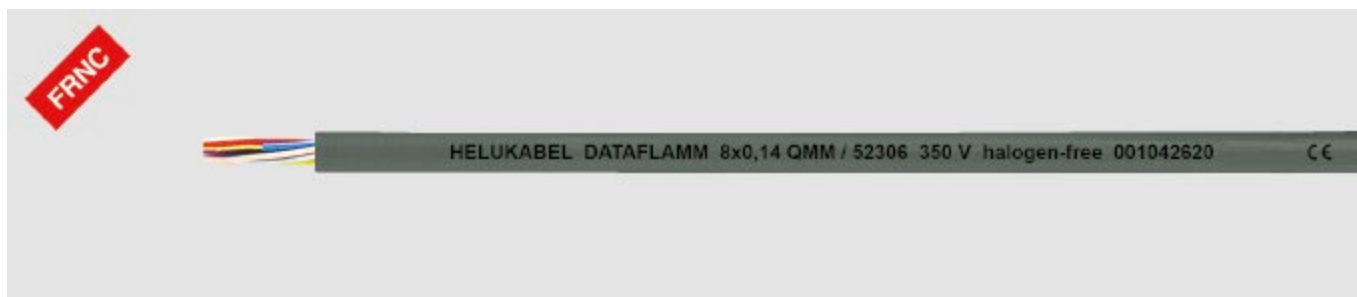 FRNC
HELUKABEL DATAFLAMM 8x0,14 QMM / 52306 350 V halogen-free 001042620 CE